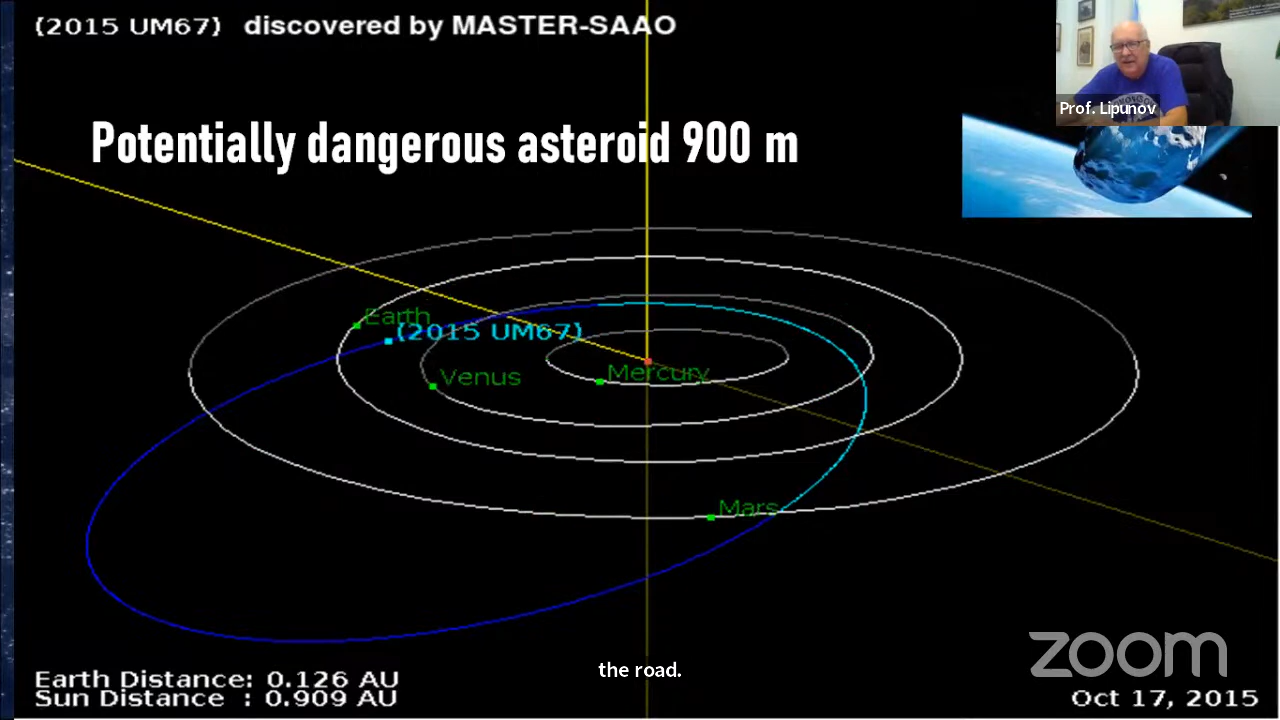 (2015 UM67) discovered by MASTER-SAAO
Prof. Lipunov
Potentially dangerous asteroid 900 m
Earth
(2015 UM67)
Venus
Mercury
Mars
the road.
zoom
Earth Distance: 0.126 AU
Sun Distance : 0.909 AU
Oct 17, 2015